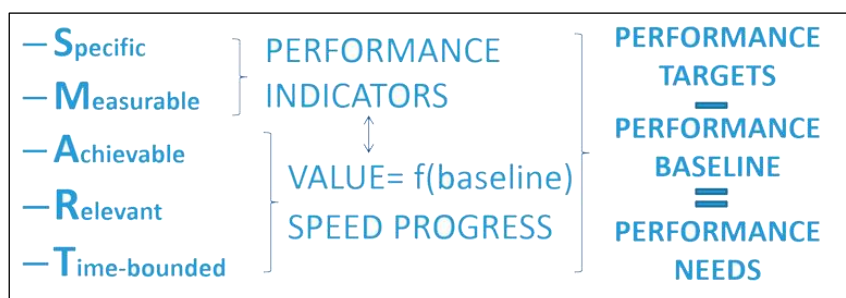 — Specific
— Measurable
— Achievable
— Relevant
— Time-bounded
PERFORMANCE
INDICATORS
VALUE= f(baseline)
SPEED PROGRESS
PERFORMANCE
TARGETS
–
PERFORMANCE
BASELINE
=
PERFORMANCE
NEEDS